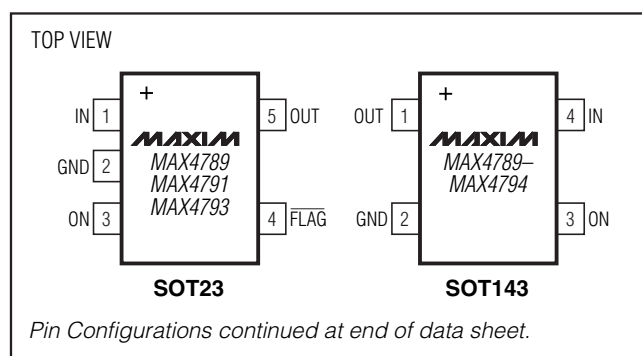 TOP VIEW
+
IN 1
5 OUT
MAXIM
MAX4789
MAX4791
MAX4793
GND 2
ON 3
4 FLAG
SOT23
+
OUT 1
4 IN
MAXIM
MAX4789–
MAX4794
GND 2
3 ON
SOT143
Pin Configurations continued at end of data sheet.